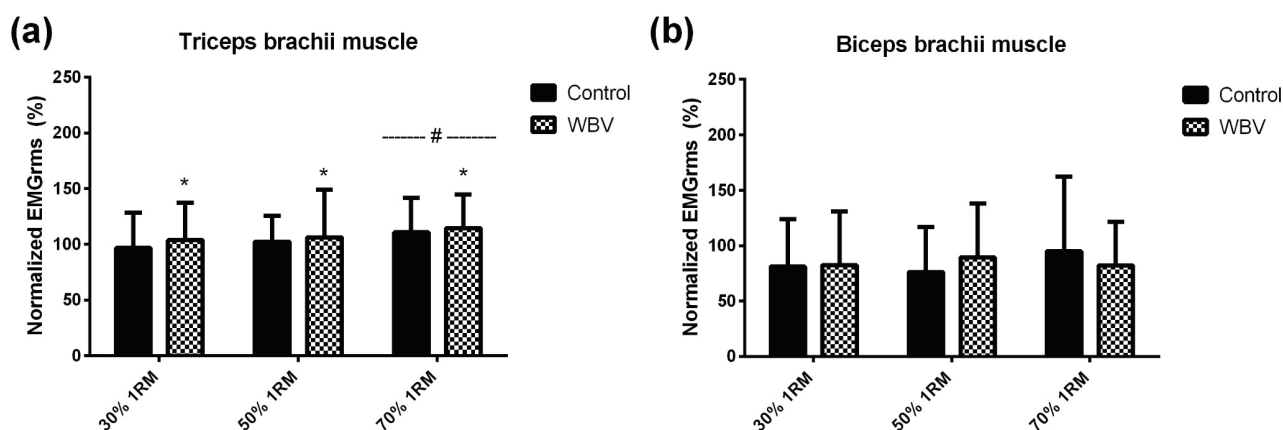 (a)
Triceps brachii muscle
Normalized EMGrms (%)
250
200
150
100
50
0
Control
WBV
------ # -------
*
*
*
30% 1RM
50% 1RM
70% 1RM
(b)
Biceps brachii muscle
Normalized EMGrms (%)
250
200
150
100
50
0
Control
WBV
30% 1RM
50% 1RM
70% 1RM